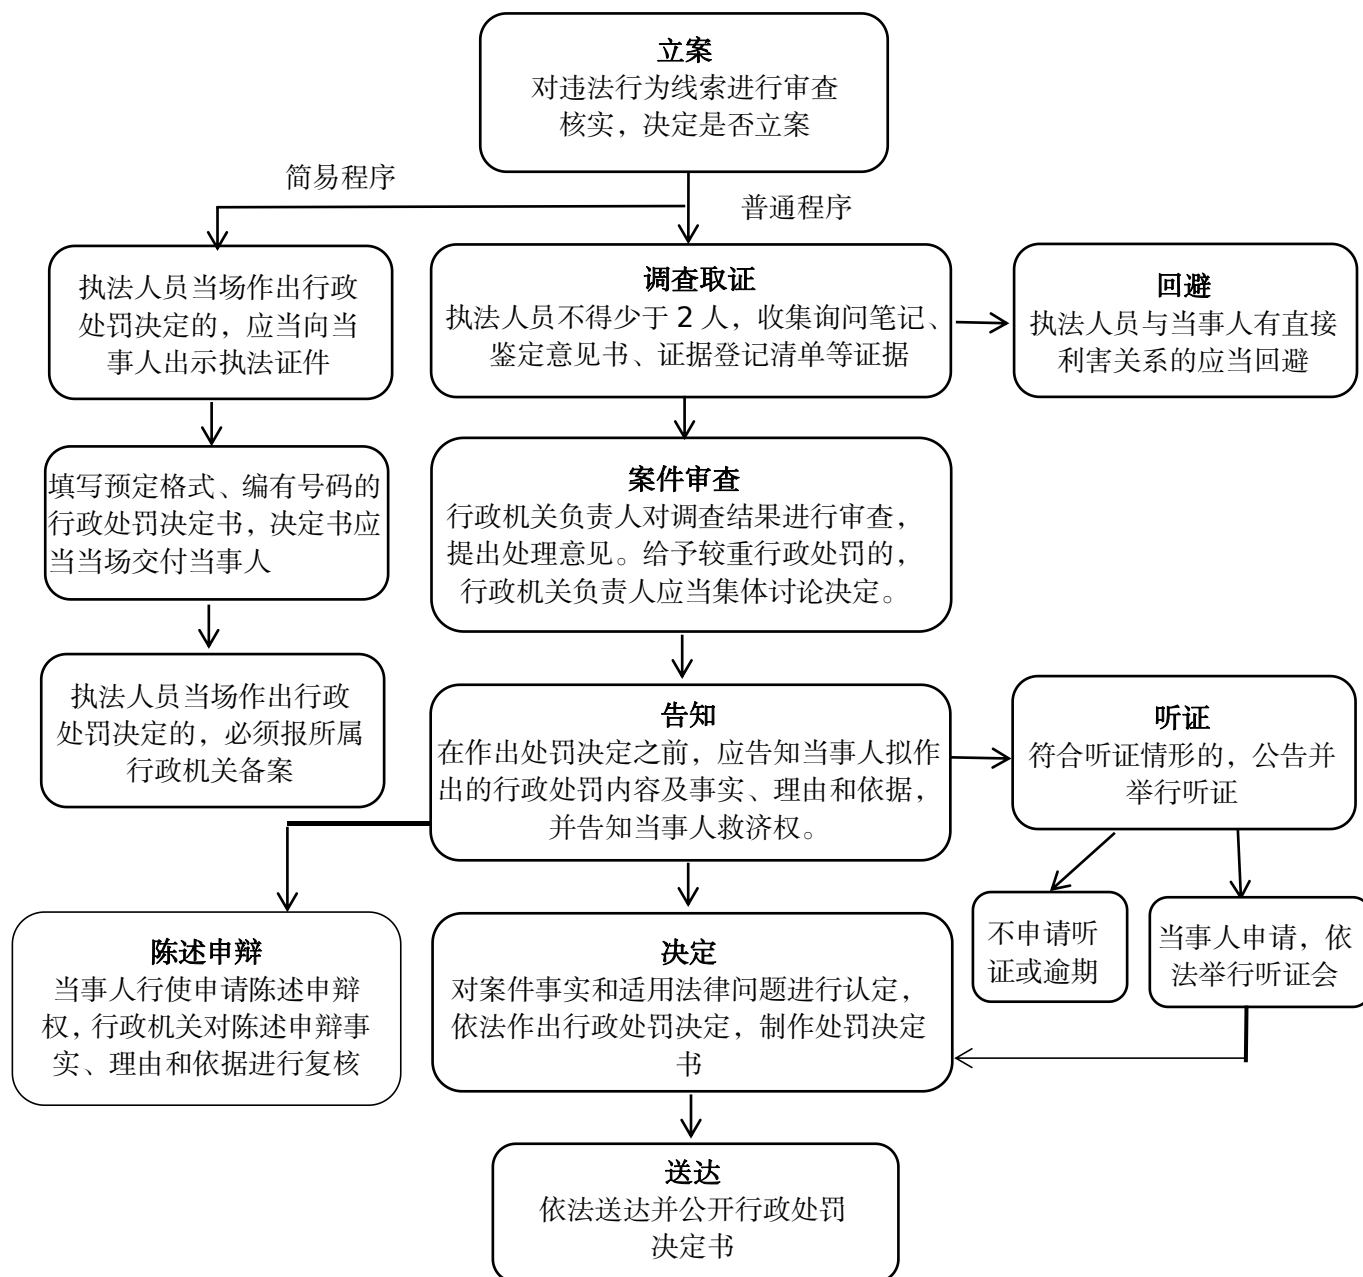 立案
对违法行为线索进行审查
核实，决定是否立案
简易程序
普通程序
执法人员当场作出行政
处罚决定的，应当向当
事人出示执法证件
调查取证
执法人员不得少于 2 人，收集询问笔记、
鉴定意见书、证据登记清单等证据
回避
执法人员与当事人有直接
利害关系的应当回避
填写预定格式、编有号码的
行政处罚决定书，决定书应
当当场交付当事人
案件审查
行政机关负责人对调查结果进行审查，
提出处理意见。给予较重行政处罚的，
行政机关负责人应当集体讨论决定。
执法人员当场作出行政
处罚决定的，必须报所属
行政机关备案
告知
在作出处罚决定之前，应告知当事人拟作
出的行政处罚内容及事实、理由和依据，
并告知当事人救济权。
听证
符合听证情形的，公告并
举行听证
不申请听
证或逾期
当事人申请，依
法举行听证会
陈述申辩
当事人行使申请陈述申辩
权，行政机关对陈述申辩事
实、理由和依据进行复核
决定
对案件事实和适用法律问题进行认定，
依法作出行政处罚决定，制作处罚决定
书
送达
依法送达并公开行政处罚
决定书